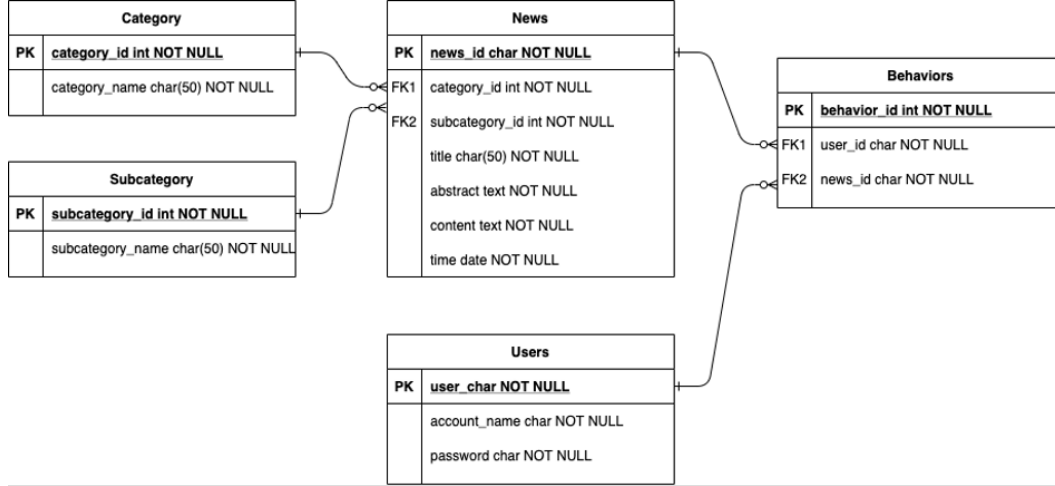 Category
PK category_id int NOT NULL
category_name char(50) NOT NULL
Subcategory
PK subcategory_id int NOT NULL
subcategory_name char(50) NOT NULL
News
PK news_id char NOT NULL
FK1 category_id int NOT NULL
FK2 subcategory_id int NOT NULL
title char(50) NOT NULL
abstract text NOT NULL
content text NOT NULL
time date NOT NULL
Users
PK user_char NOT NULL
account_name char NOT NULL
password char NOT NULL
Behaviors
PK behavior_id int NOT NULL
FK1 user_id char NOT NULL
FK2 news_id char NOT NULL